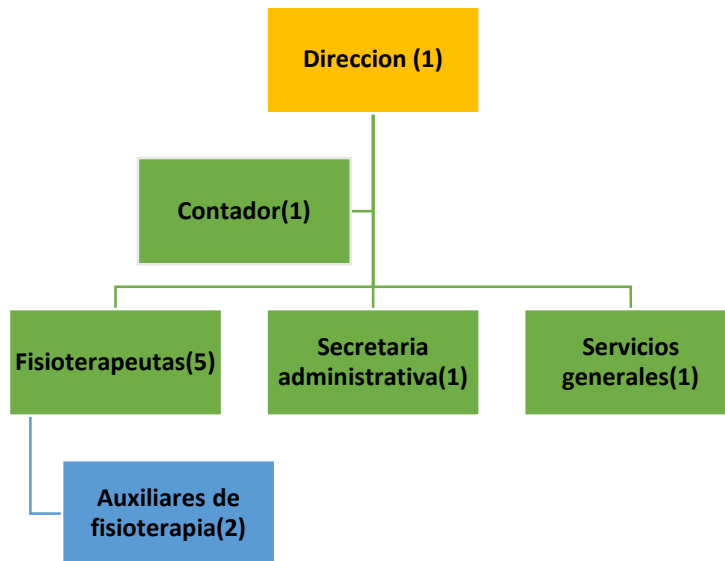 Direccion (1)
Contador(1)
Fisioterapeutas(5)
Secretaria
administrativa(1)
Servicios
generales(1)
Auxiliares de
fisioterapia(2)